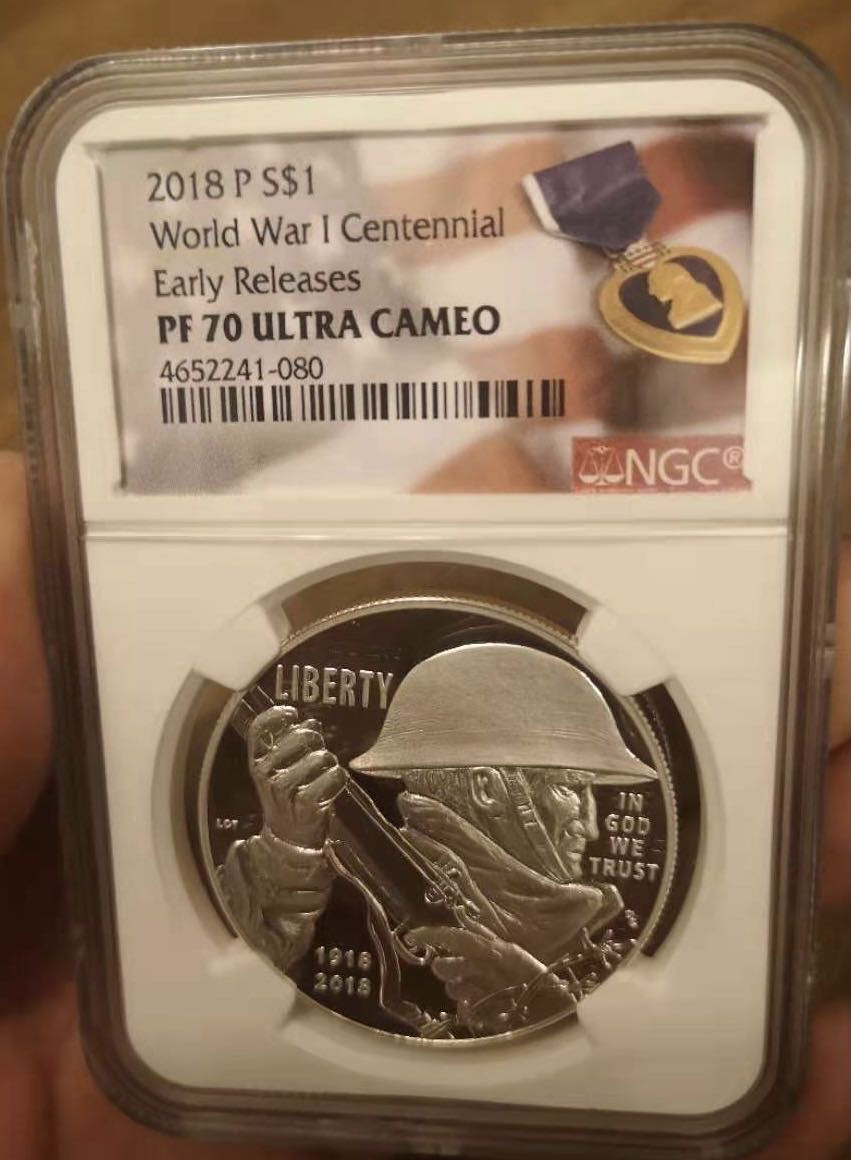 2018 P S$1
World War I Centennial
Early Releases
PF 70 ULTRA CAMEO
4652241-080
NGC®
LIBERTY
IN
GOD
WE
TRUST
LDT
1918
2018